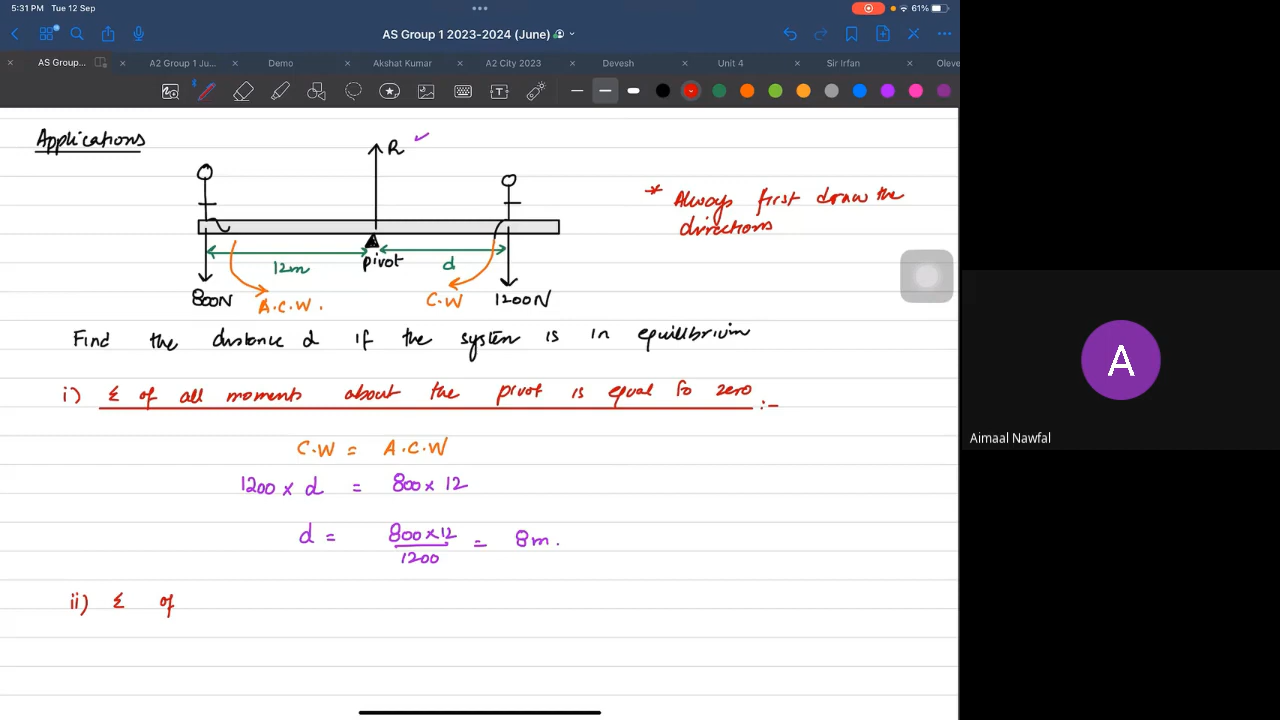 5:31 PM Tue 12 Sep
61%
AS Group 1 2023-2024 (June)
AS Group...
A2 Group 1 Ju...
Demo
Akshat Kumar
A2 City 2023
Devesh
Unit 4
Sir Irfan
Oleve
Applications
R
* Always first draw the
directions
12m
pivot
d
800N
A.C.W.
C.W
1200N
Find the distance d if the system is in equilibrium
i) Σ of all moments about the pivot is equal to zero :-
C.W = A.C.W
1200 × d = 800 × 12
d = 800 × 12 = 8m.
1200
ii) Σ of
A
Aimaal Nawfal